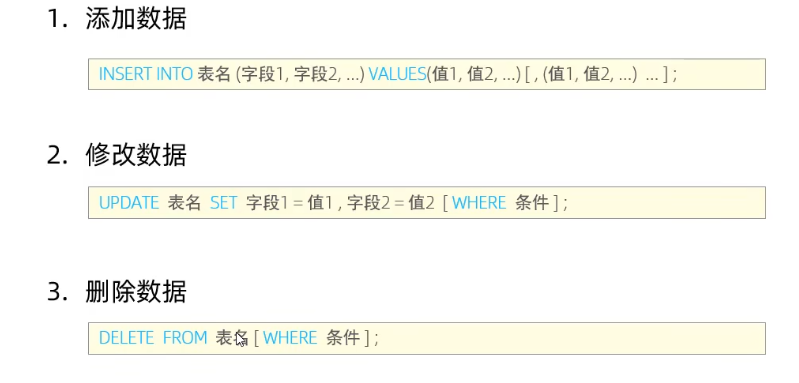 1. 添加数据
INSERT INTO 表名 (字段1, 字段2, ...) VALUES(值1, 值2, ...) [ , (值1, 值2, ...) ... ] ;
2. 修改数据
UPDATE 表名 SET 字段1 = 值1 , 字段2 = 值2 [ WHERE 条件 ] ;
3. 删除数据
DELETE FROM 表名 [ WHERE 条件 ] ;